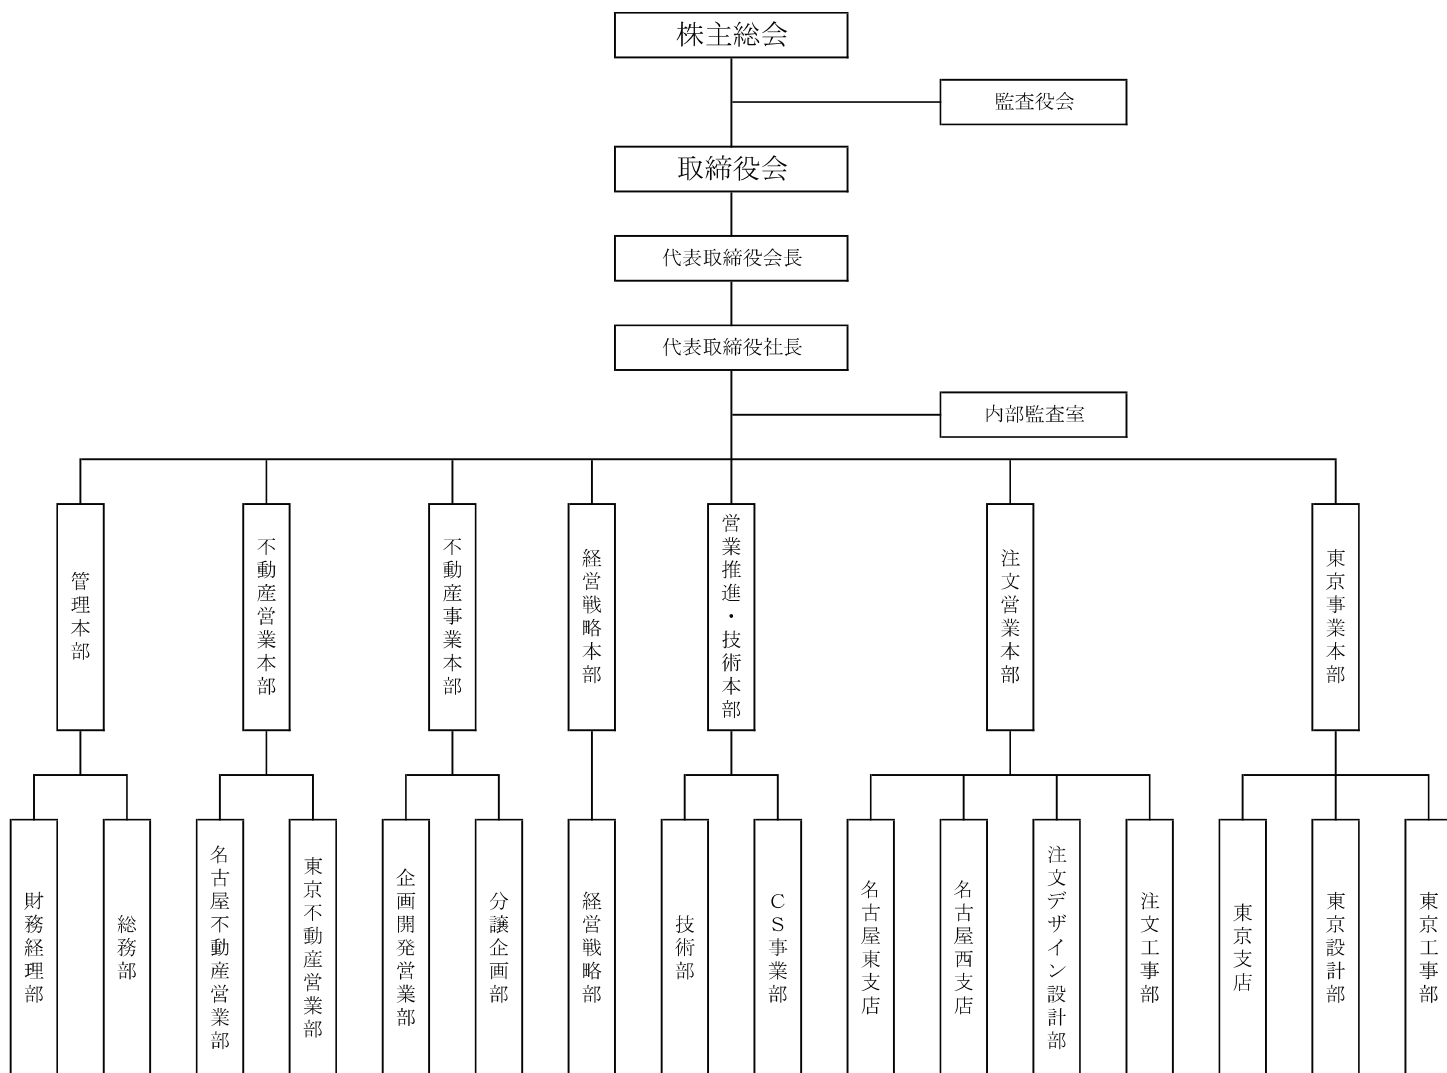 株主総会
監査役会
取締役会
代表取締役会長
代表取締役社長
内部監査室
管理本部
不動産営業本部
不動産事業本部
経営戦略本部
営業推進・技術本部
注文営業本部
東京事業本部
財務経理部
総務部
名古屋不動産営業部
東京不動産営業部
企画開発営業部
分譲企画部
経営戦略部
技術部
ＣＳ事業部
名古屋東支店
名古屋西支店
注文デザイン設計部
注文工事部
東京支店
東京設計部
東京工事部